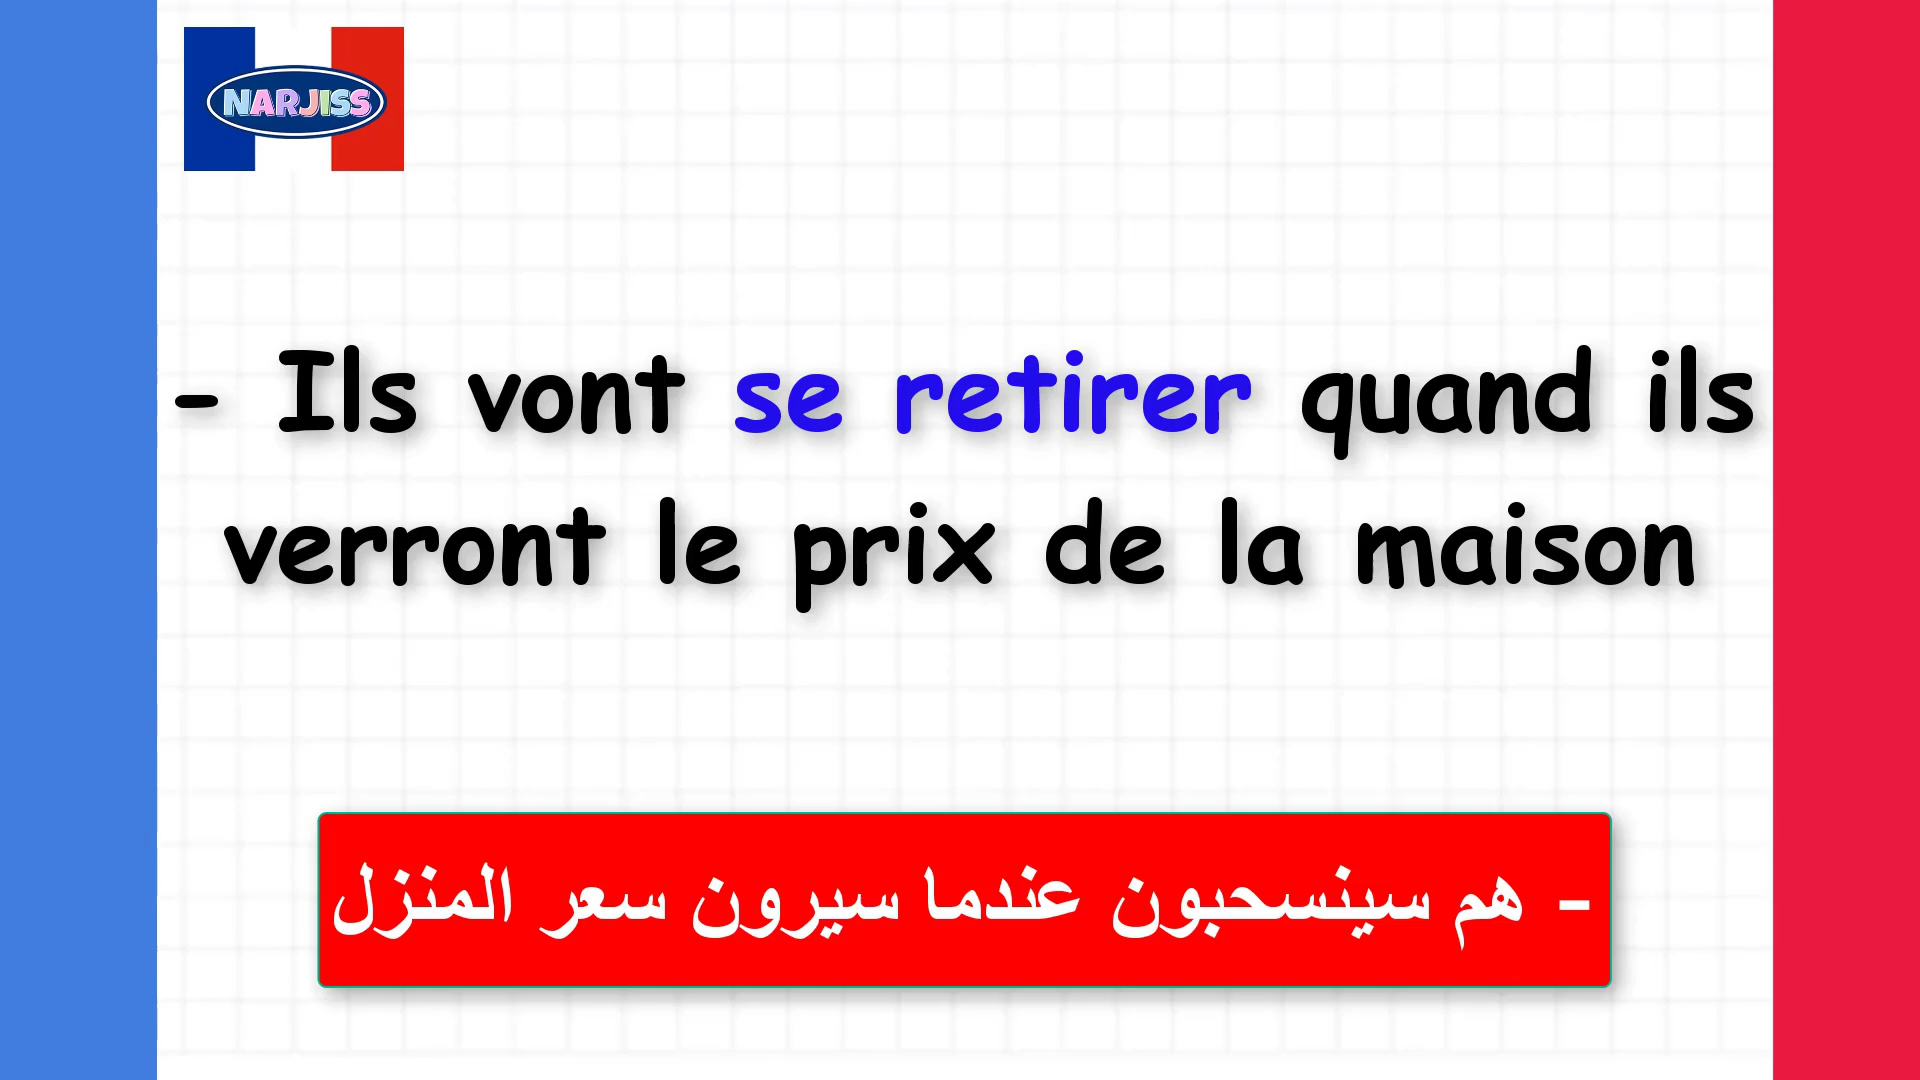 NARJISS
- Ils vont se retirer quand ils
verront le prix de la maison
- هم سينسحبون عندما سيرون سعر المنزل